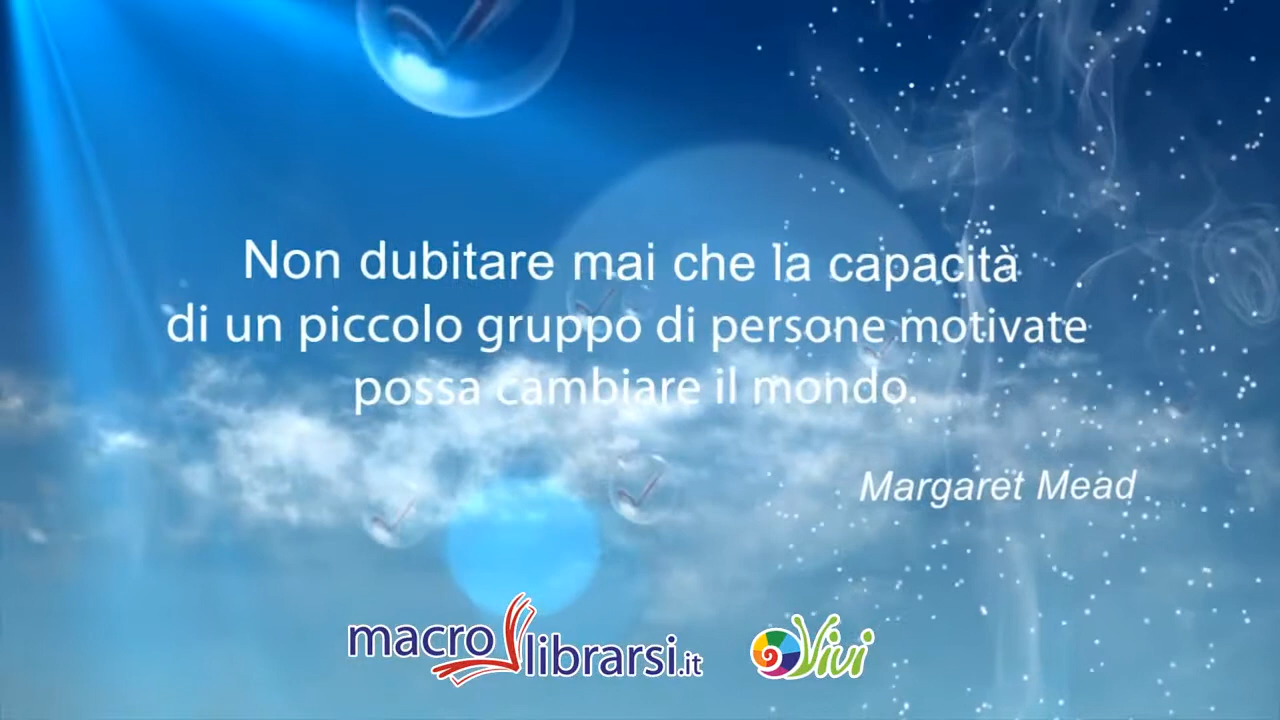 Non dubitare mai che la capacità
di un piccolo gruppo di persone motivate
possa cambiare il mondo.
Margaret Mead
macrolibrarsi.it
Vivi